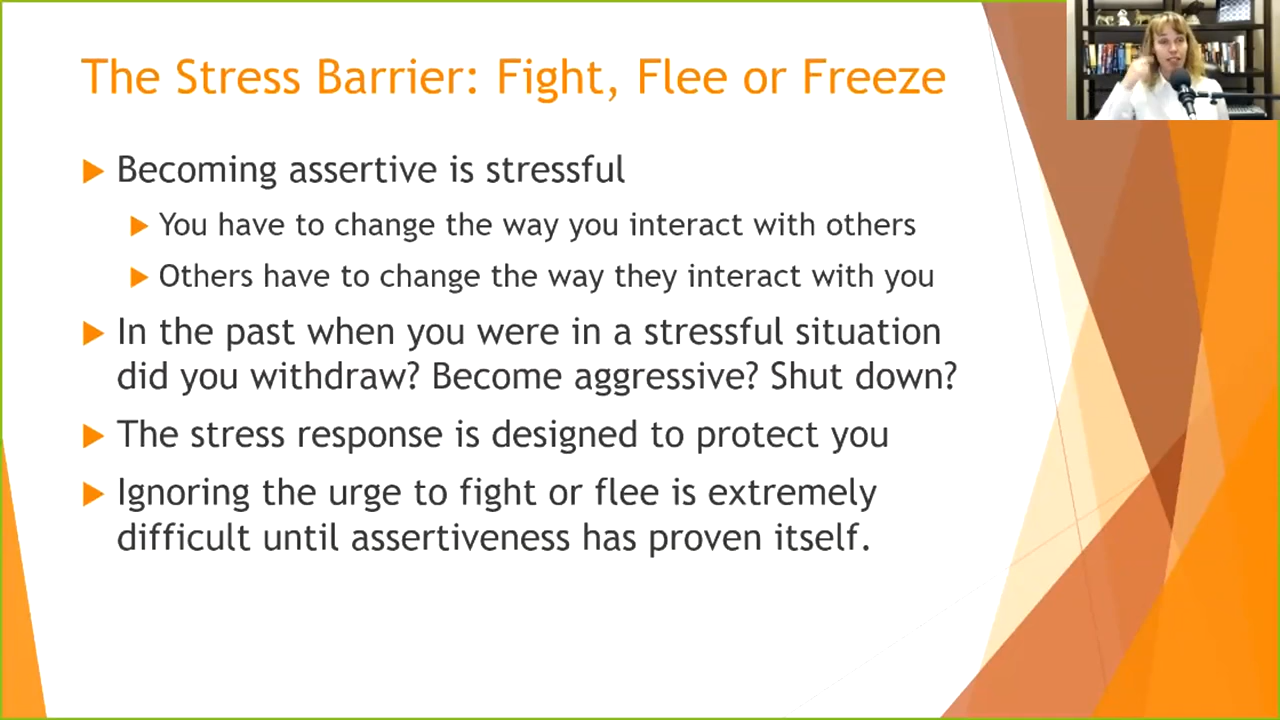 The Stress Barrier: Fight, Flee or Freeze
Becoming assertive is stressful
You have to change the way you interact with others
Others have to change the way they interact with you
In the past when you were in a stressful situation
did you withdraw? Become aggressive? Shut down?
The stress response is designed to protect you
Ignoring the urge to fight or flee is extremely
difficult until assertiveness has proven itself.